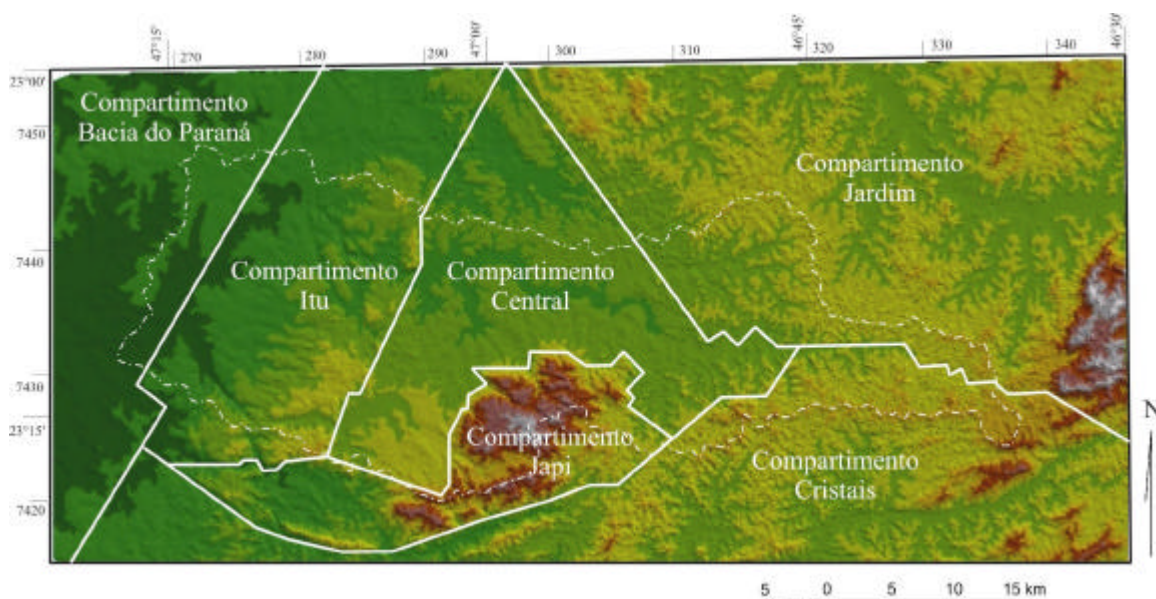 47°15'
270
280
290
47°00'
300
310
46°45'
320
330
340
46°30'
23°00'
7450
7440
7430
23°15'
7420
Compartimento
Bacia do Paraná
Compartimento
Jardim
Compartimento
Itu
Compartimento
Central
Compartimento
Japi
Compartimento
Cristais
N
5 0 5 10 15 km